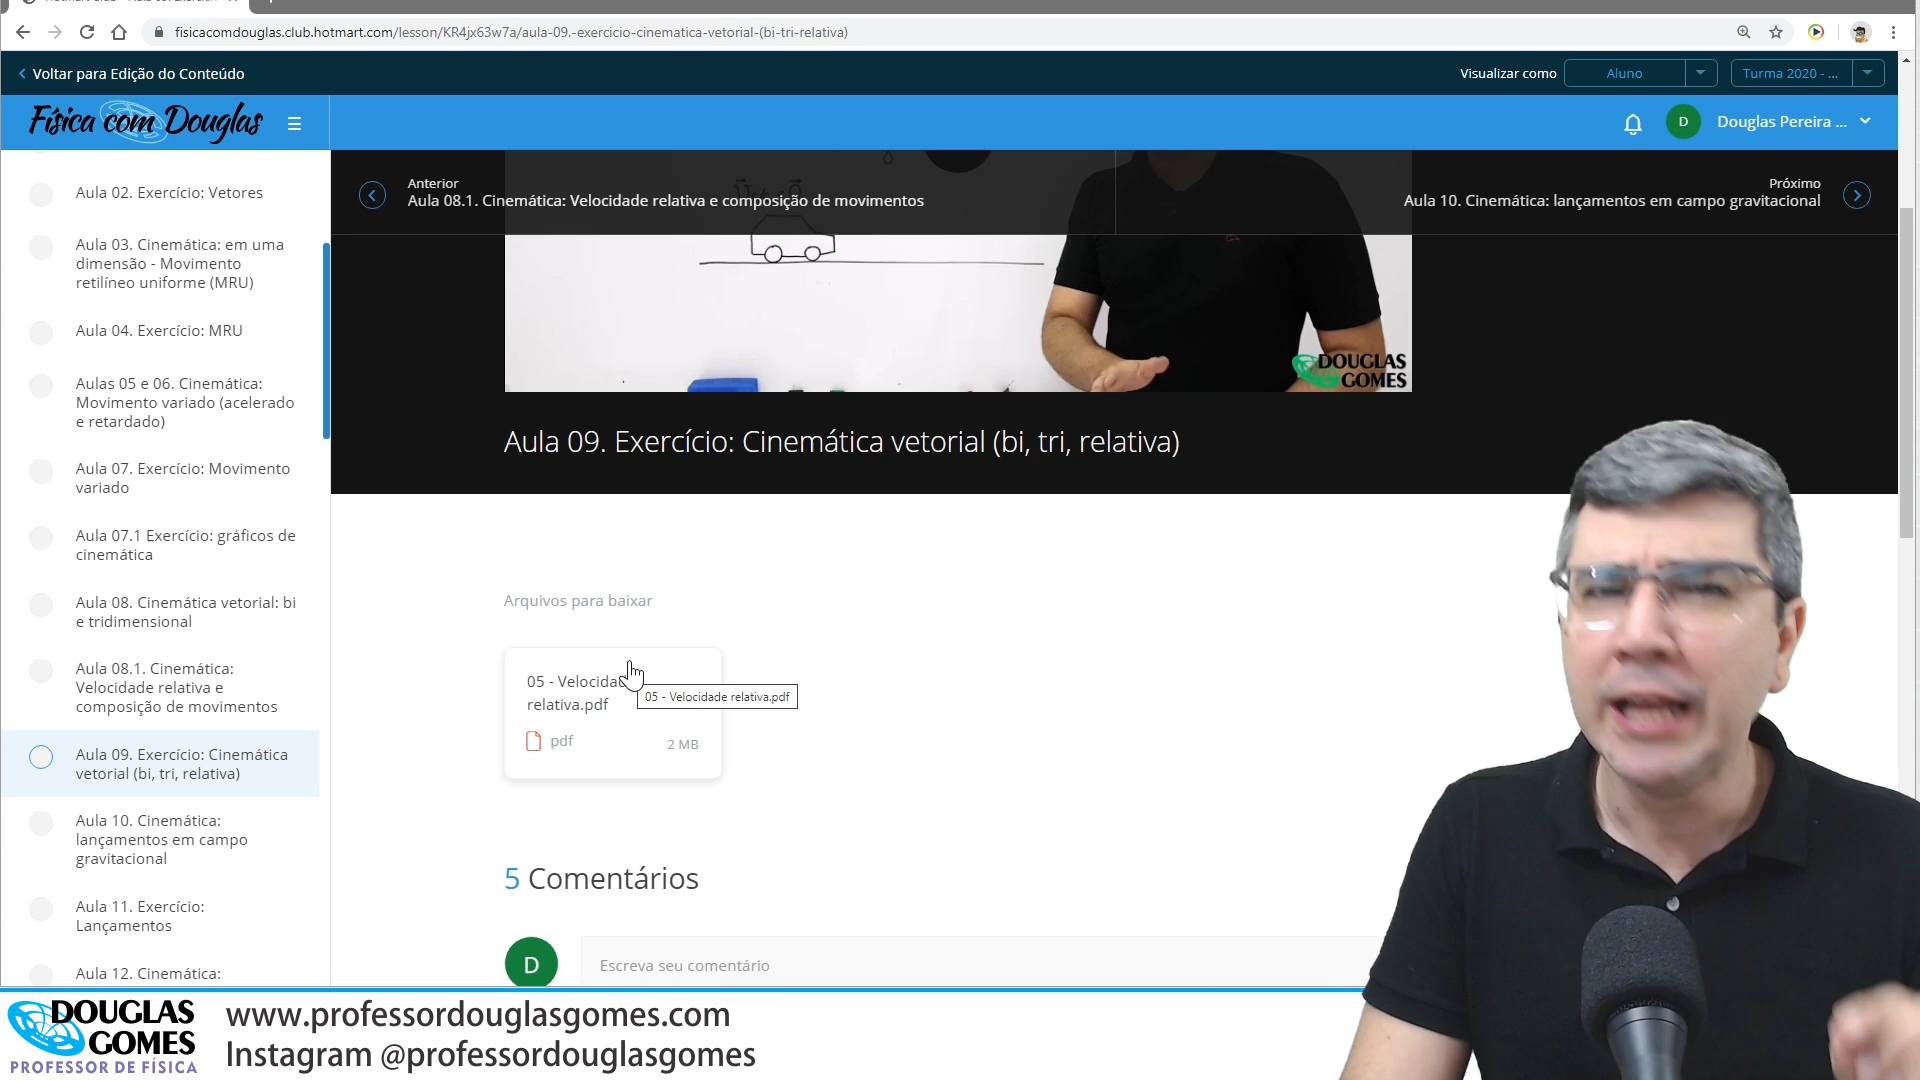 fisicacomdouglas.club.hotmart.com/lesson/KR4jx63w7a/aula-09.-exercicio-cinematica-vetorial-(bi-tri-relativa)
Voltar para Edição do Conteúdo
Visualizar como
Aluno
Turma 2020 - ...
Física com Douglas
D
Douglas Pereira ...
Aula 02. Exercício: Vetores
Aula 03. Cinemática: em uma
dimensão - Movimento
retilíneo uniforme (MRU)
Aula 04. Exercício: MRU
Aulas 05 e 06. Cinemática:
Movimento variado (acelerado
e retardado)
Aula 07. Exercício: Movimento
variado
Aula 07.1 Exercício: gráficos de
cinemática
Aula 08. Cinemática vetorial: bi
e tridimensional
Aula 08.1. Cinemática:
Velocidade relativa e
composição de movimentos
Aula 09. Exercício: Cinemática
vetorial (bi, tri, relativa)
Aula 10. Cinemática:
lançamentos em campo
gravitacional
Aula 11. Exercício:
Lançamentos
Aula 12. Cinemática:
Anterior
Aula 08.1. Cinemática: Velocidade relativa e composição de movimentos
Próximo
Aula 10. Cinemática: lançamentos em campo gravitacional
DOUGLAS
GOMES
Aula 09. Exercício: Cinemática vetorial (bi, tri, relativa)
Arquivos para baixar
05 - Velocidad
relativa.pdf
05 - Velocidade relativa.pdf
pdf
2 MB
5 Comentários
D
Escreva seu comentário
DOUGLAS
GOMES
PROFESSOR DE FÍSICA
www.professordouglasgomes.com
Instagram @professordouglasgomes